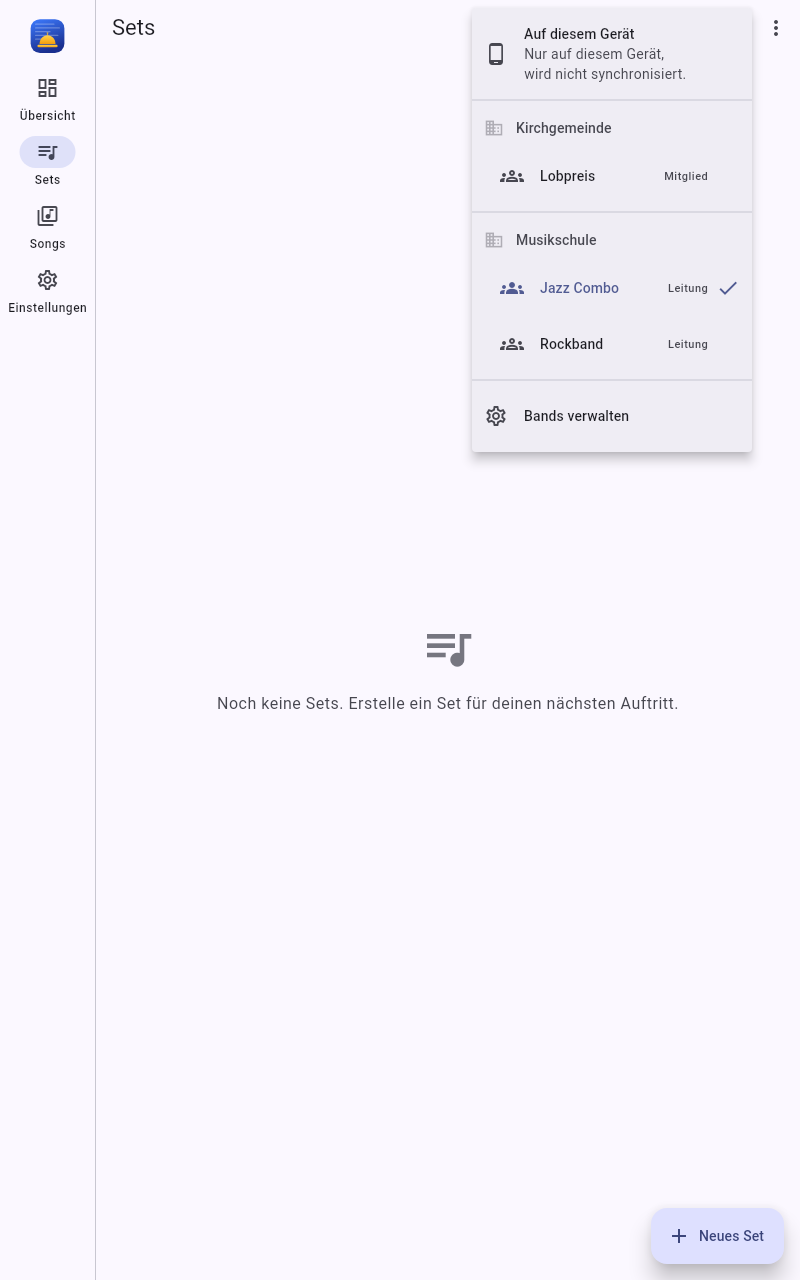 Sets
Übersicht
Sets
Songs
Einstellungen
Auf diesem Gerät
Nur auf diesem Gerät,
wird nicht synchronisiert.
Kirchgemeinde
Lobpreis Mitglied
Musikschule
Jazz Combo Leitung
Rockband Leitung
Bands verwalten
Noch keine Sets. Erstelle ein Set für deinen nächsten Auftritt.
Neues Set